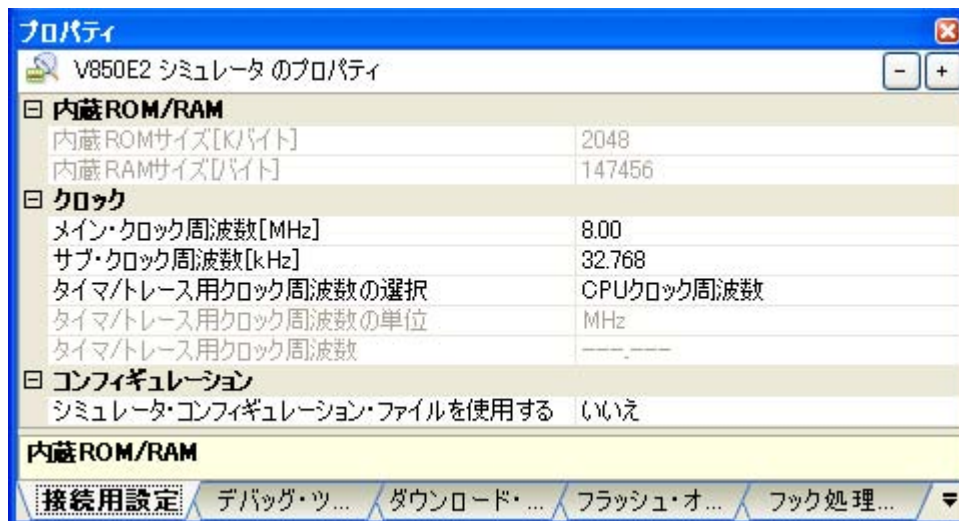 プロパティ
V850E2 シミュレータ のプロパティ
内蔵ROM/RAM
内蔵ROMサイズ[Kバイト] 2048
内蔵RAMサイズ[バイト] 147456
クロック
メイン・クロック周波数[MHz] 8.00
サブ・クロック周波数[kHz] 32.768
タイマ/トレース用クロック周波数の選択 CPUクロック周波数
タイマ/トレース用クロック周波数の単位 MHz
タイマ/トレース用クロック周波数 ---.---
コンフィギュレーション
シミュレータ・コンフィギュレーション・ファイルを使用する いいえ
内蔵ROM/RAM
接続用設定 デバッグ・ツ... ダウンロード・ ... フラッシュ・オ... フック処理...